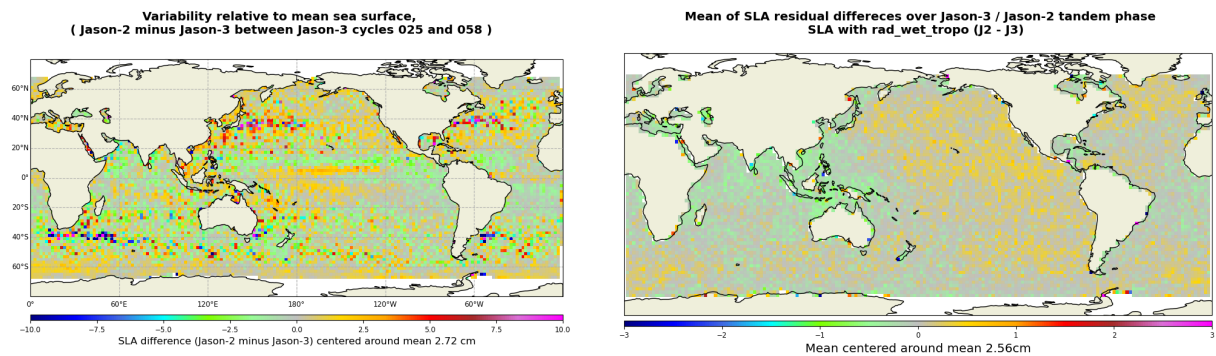 Variability relative to mean sea surface,
( Jason-2 minus Jason-3 between Jason-3 cycles 025 and 058 )
60°N
40°N
20°N
0°
20°S
40°S
60°S
0° 60°E 120°E 180° 120°W 60°W
−10.0 −7.5 −5.0 −2.5 0.0 2.5 5.0 7.5 10.0
SLA difference (Jason-2 minus Jason-3) centered around mean 2.72 cm
Mean of SLA residual differeces over Jason-3 / Jason-2 tandem phase
SLA with rad_wet_tropo (J2 - J3)
−3 −2 −1 0 1 2 3
Mean centered around mean 2.56cm